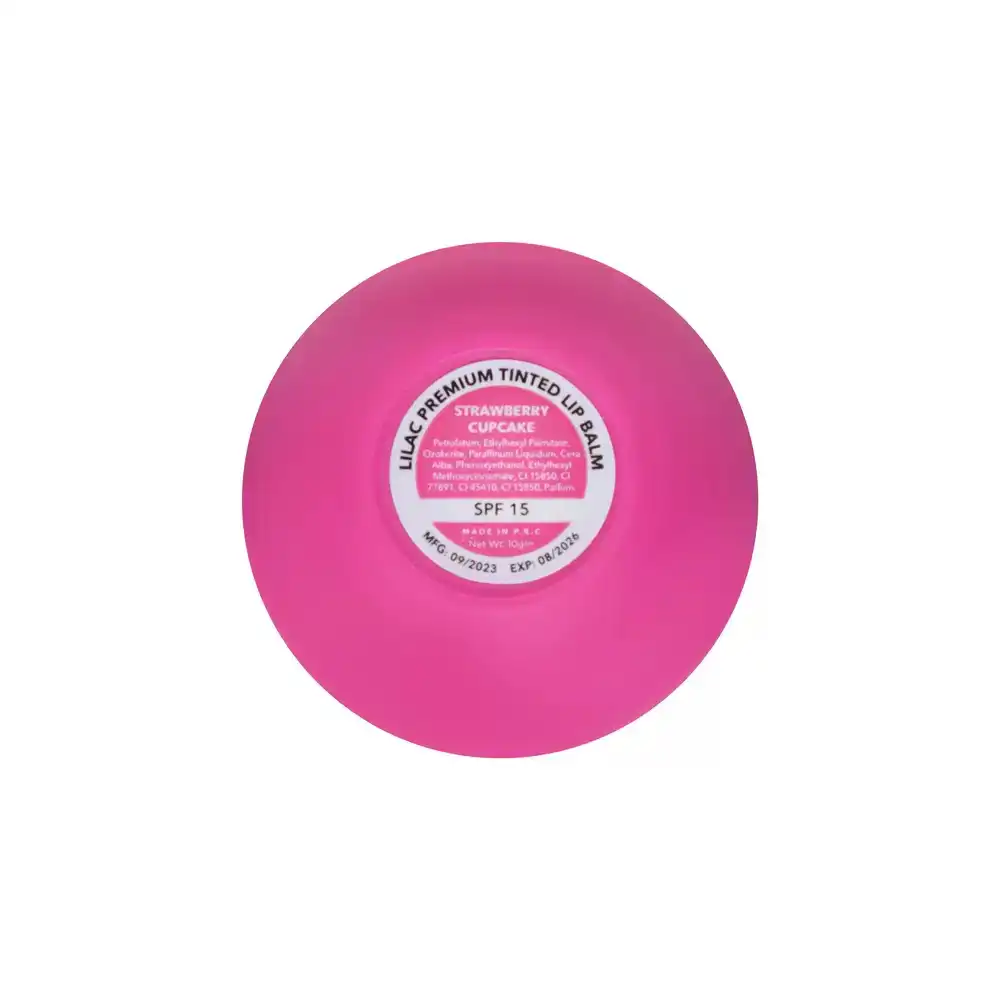 LILAC PREMIUM TINTED LIP BALM
STRAWBERRY
CUPCAKE
Petrolatum, Ethylhexyl Palmitate,
Ozokerite, Paraffinum Liquidum, Cera
Alba, Phenoxyethanol, Ethylhexyl
Methoxycinnamate, CI 15850, CI
77891, CI 45410, CI 15850, Parfum.
SPF 15
MADE IN P.R.C
Net Wt: 10gm
MFG: 09/2023 EXP: 08/2026